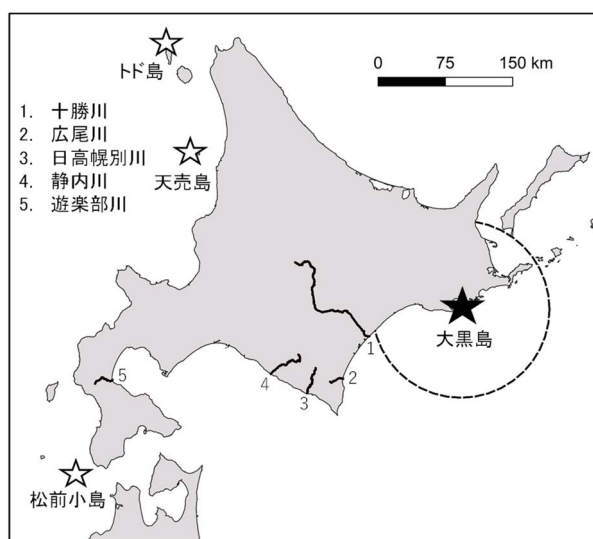 トド島
0 75 150 km
1. 十勝川
2. 広尾川
3. 日高幌別川
4. 静内川
5. 遊楽部川
天売島
大黒島
1
2
3
4
5
松前小島